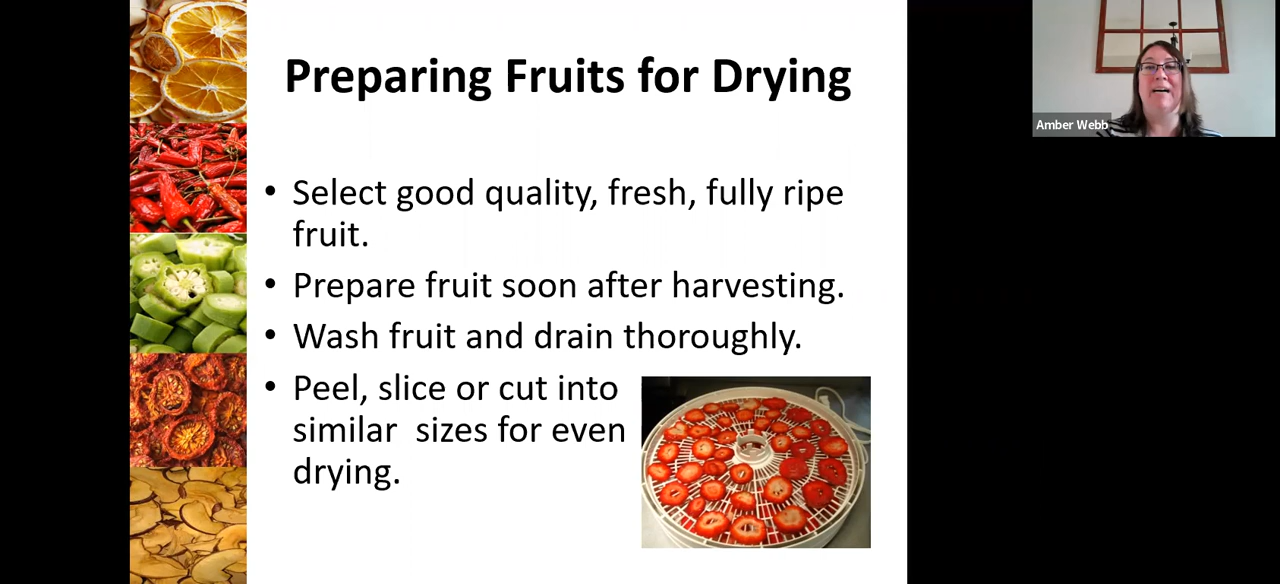 Preparing Fruits for Drying
• Select good quality, fresh, fully ripe
fruit.
• Prepare fruit soon after harvesting.
• Wash fruit and drain thoroughly.
• Peel, slice or cut into
similar  sizes for even
drying.
Amber Webb